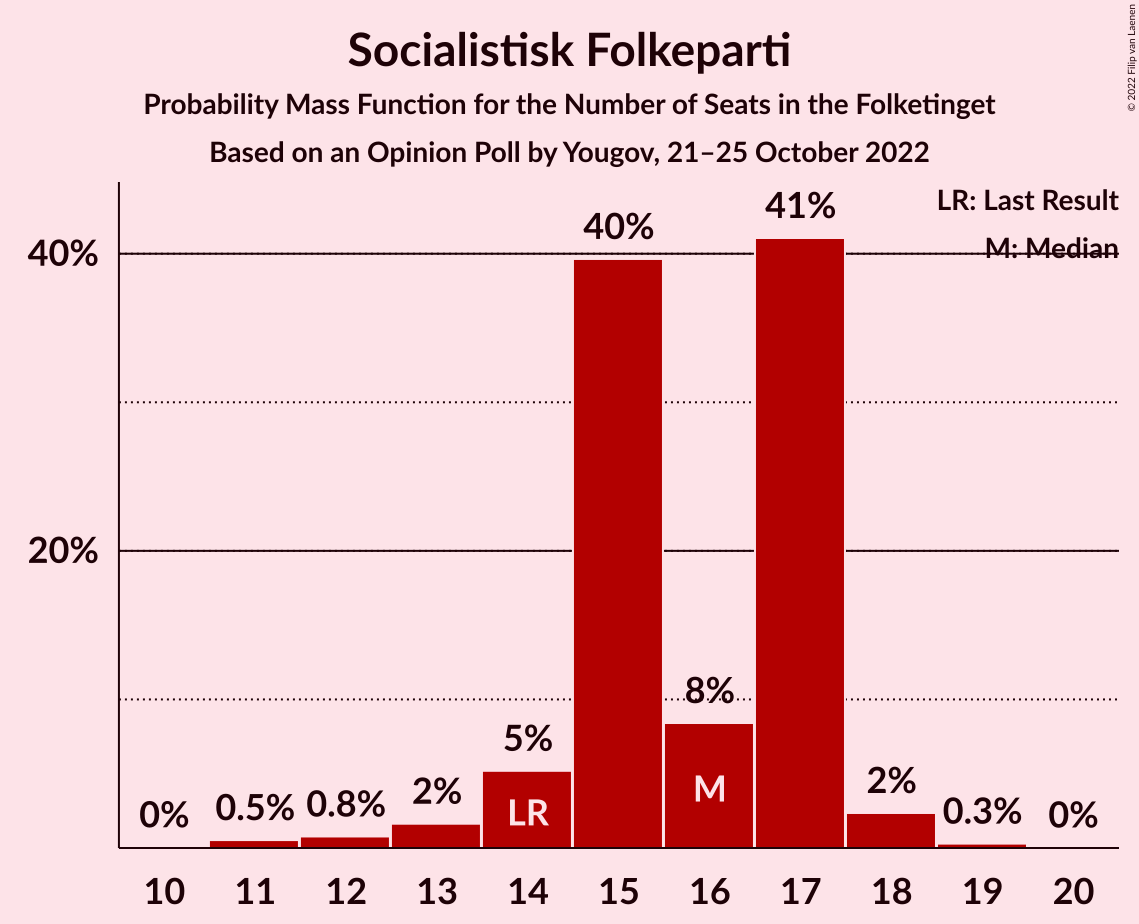 Socialistisk Folkeparti
Probability Mass Function for the Number of Seats in the Folketinget
Based on an Opinion Poll by Yougov, 21–25 October 2022
© 2022 Filip van Laenen
LR: Last Result
M: Median
40%
20%
0%
0.5%
0.8%
2%
5%
40%
8%
41%
2%
0.3%
0%
LR
M
10 11 12 13 14 15 16 17 18 19 20